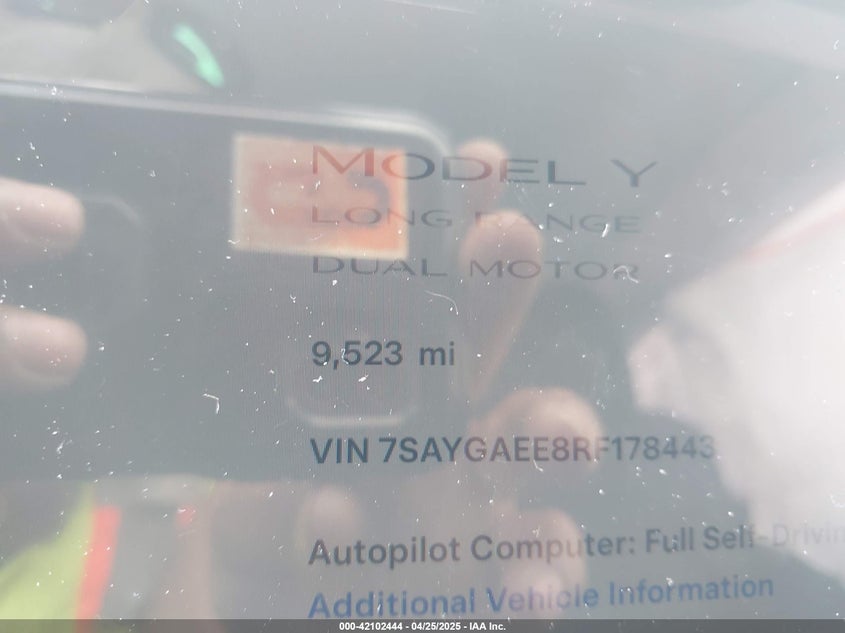 MODEL Y
LONG RANGE
DUAL MOTOR
9,523 mi
VIN 7SAYGAEE8RF178443
Autopilot Computer: Full Self-Drivin
Additional Vehicle Information
000-42102444 - 04/25/2025 - IAA Inc.